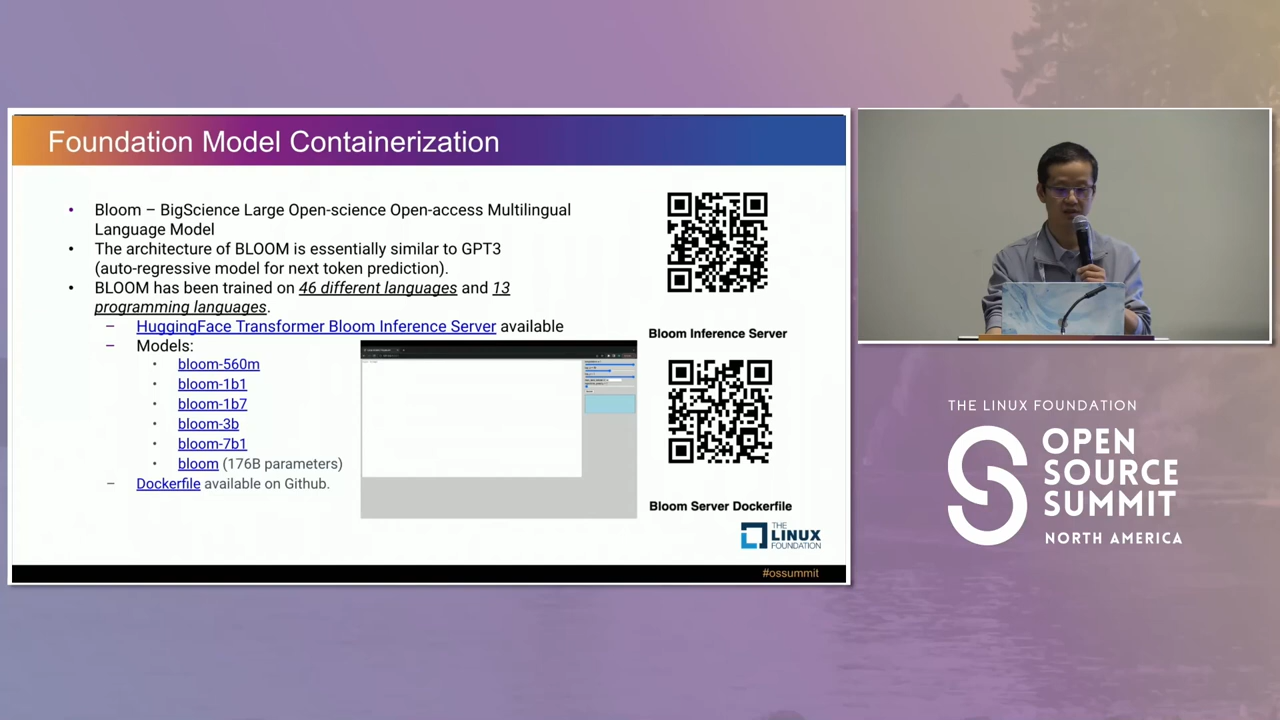 Foundation Model Containerization
• Bloom – BigScience Large Open-science Open-access Multilingual
Language Model
• The architecture of BLOOM is essentially similar to GPT3
(auto-regressive model for next token prediction).
• BLOOM has been trained on 46 different languages and 13
programming languages.
– HuggingFace Transformer Bloom Inference Server available
– Models:
• bloom-560m
• bloom-1b1
• bloom-1b7
• bloom-3b
• bloom-7b1
• bloom (176B parameters)
– Dockerfile available on Github.
Bloom Inference Server
Bloom Server Dockerfile
THE
LINUX
FOUNDATION
#ossummit
THE LINUX FOUNDATION
OPEN
SOURCE
SUMMIT
NORTH AMERICA